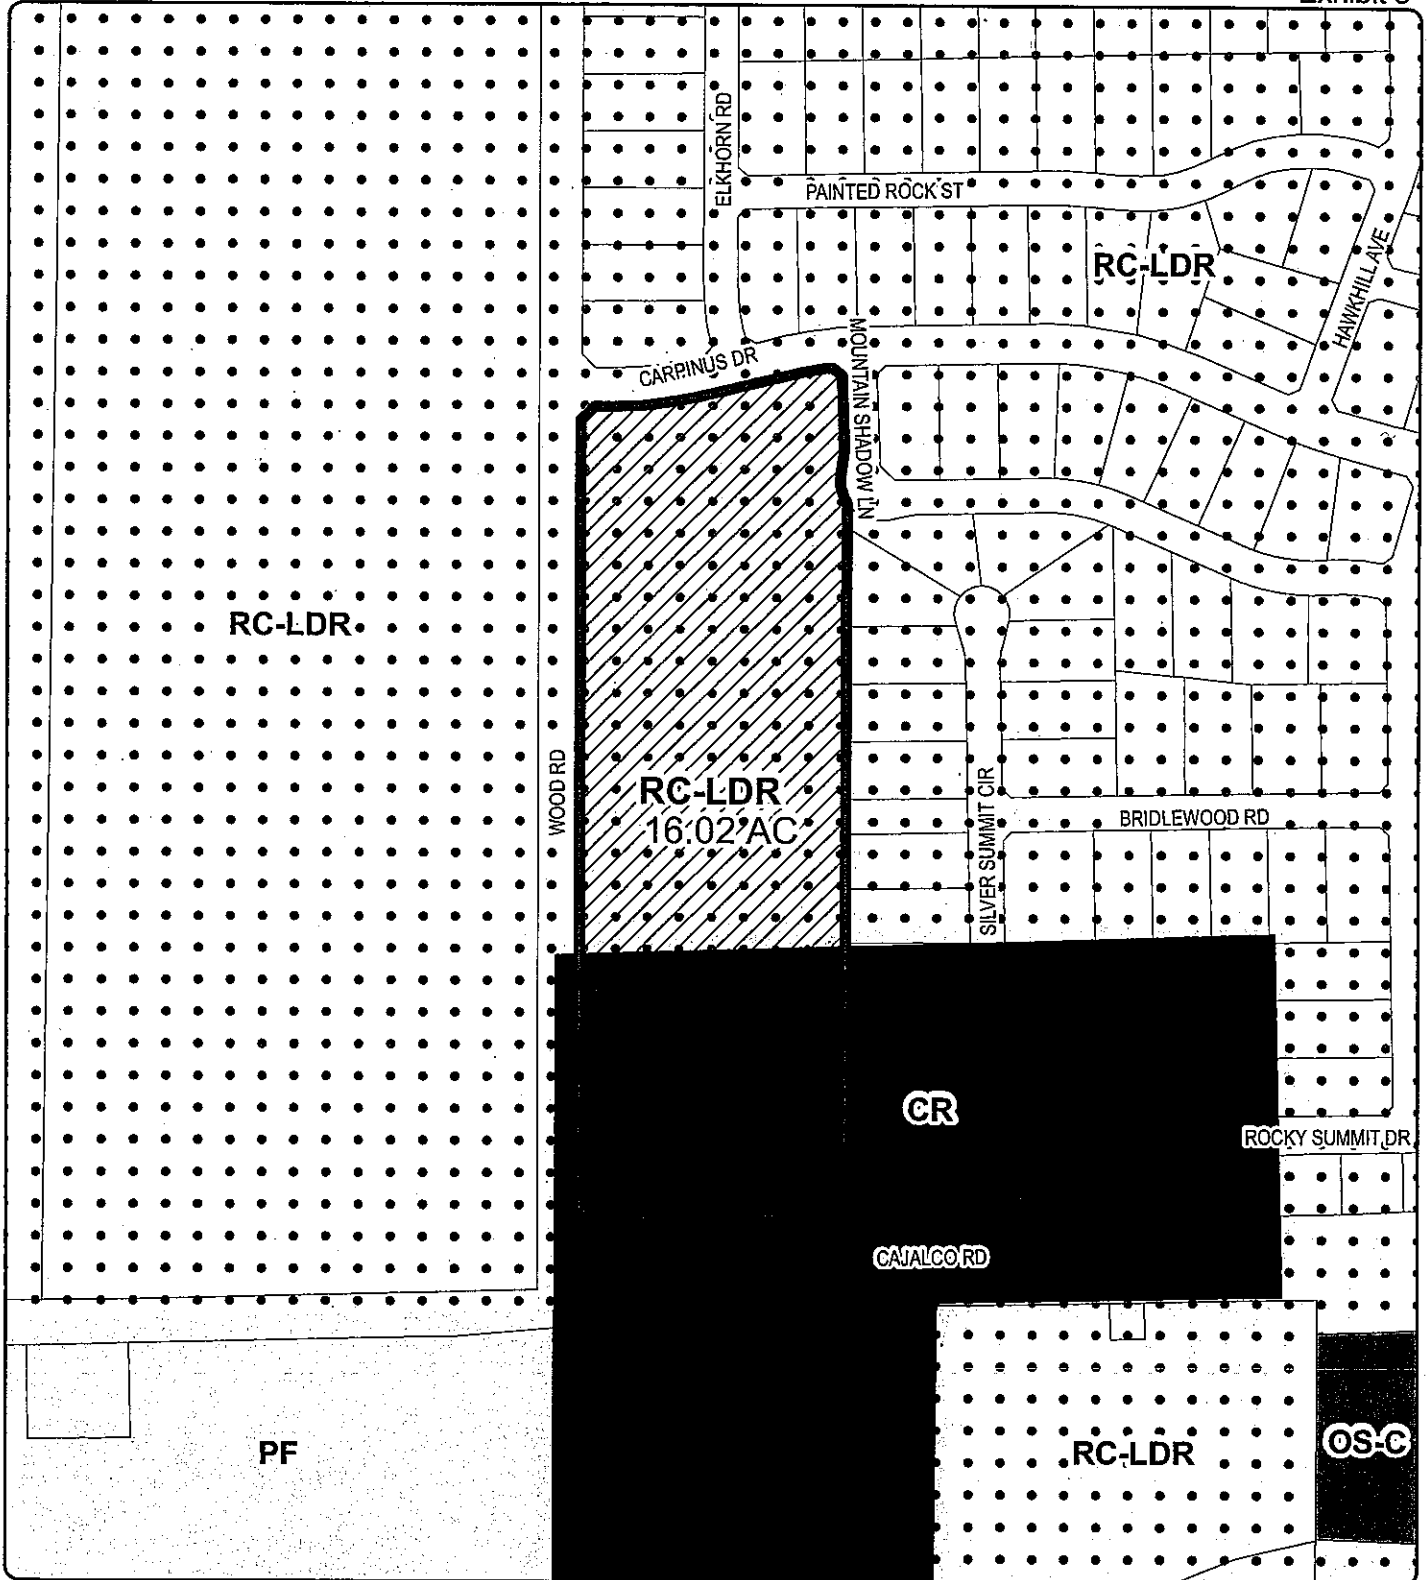 ELKHORN RD
PAINTED ROCK ST
RC-LDR
HAWKHILL AVE
CARPINUS DR
MOUNTAIN SHADOW LN
RC-LDR
WOOD RD
RC-LDR
16.02 AC
SILVER SUMMIT CIR
BRIDLEWOOD RD
CR
ROCKY SUMMIT DR
CAJALCO RD
PF
RC-LDR
OS-C